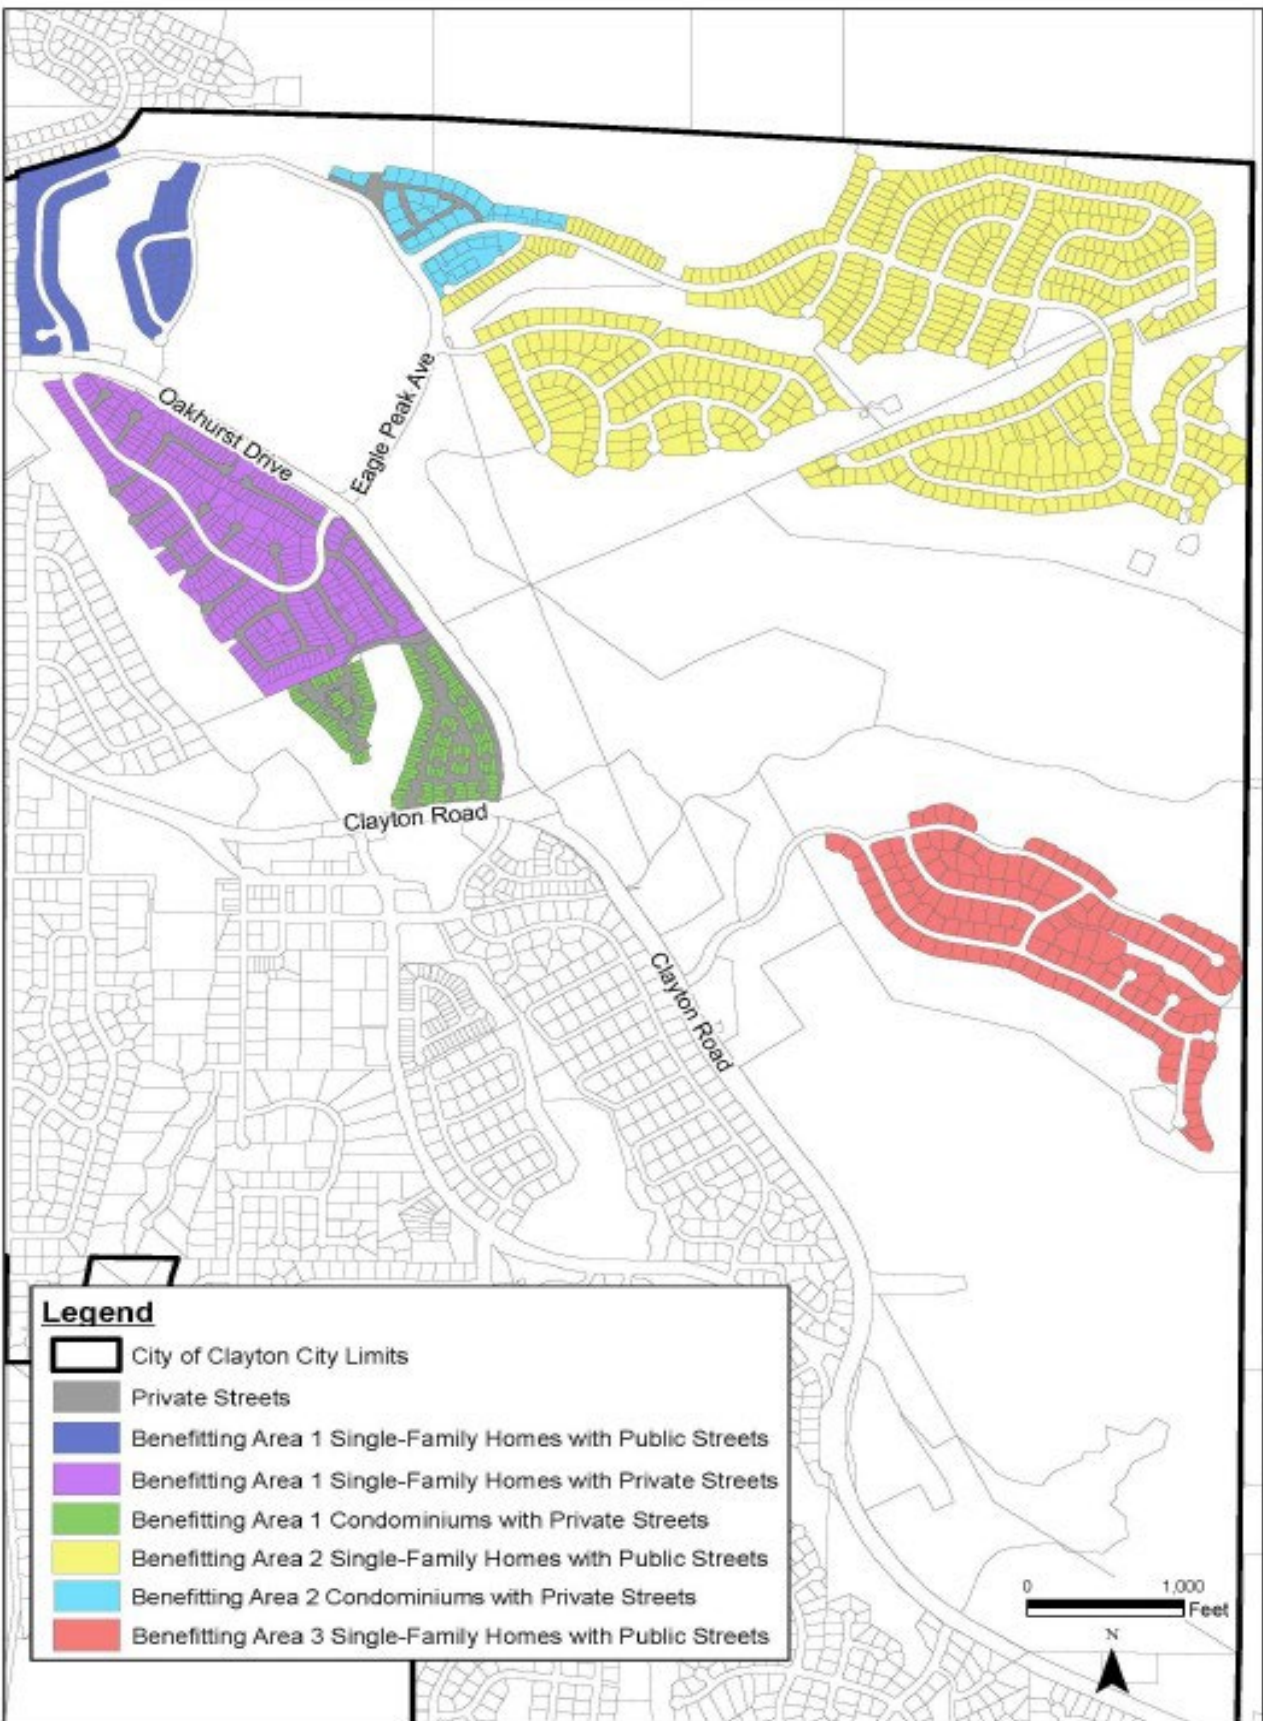 Oakhurst Drive
Eagle Peak Ave
Clayton Road
Clayton Road
Legend
City of Clayton City Limits
Private Streets
Benefitting Area 1 Single-Family Homes with Public Streets
Benefitting Area 1 Single-Family Homes with Private Streets
Benefitting Area 1 Condominiums with Private Streets
Benefitting Area 2 Single-Family Homes with Public Streets
Benefitting Area 2 Condominiums with Private Streets
Benefitting Area 3 Single-Family Homes with Public Streets
0 1,000
Feet
N